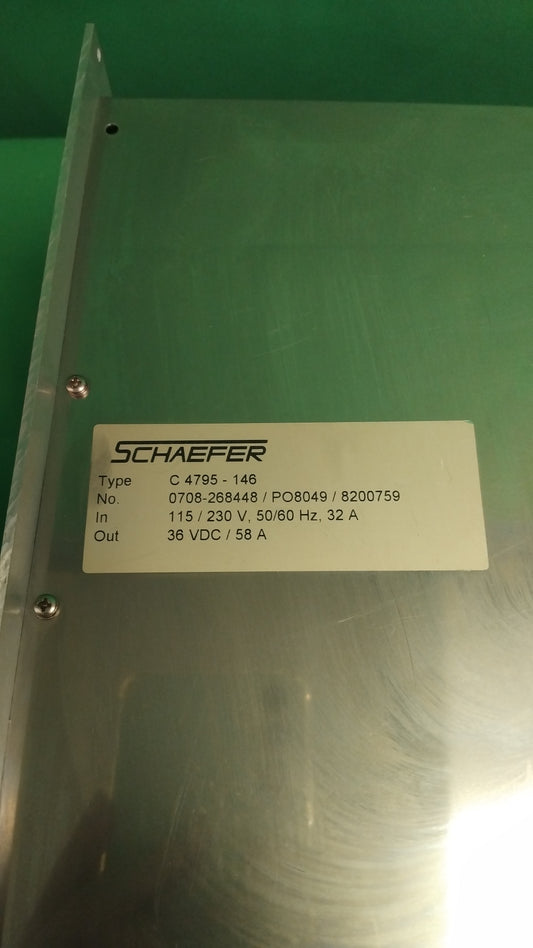 SCHAEFER
Type C 4795 - 146
No. 0708-268448 / PO8049 / 8200759
In 115 / 230 V, 50/60 Hz, 32 A
Out 36 VDC / 58 A